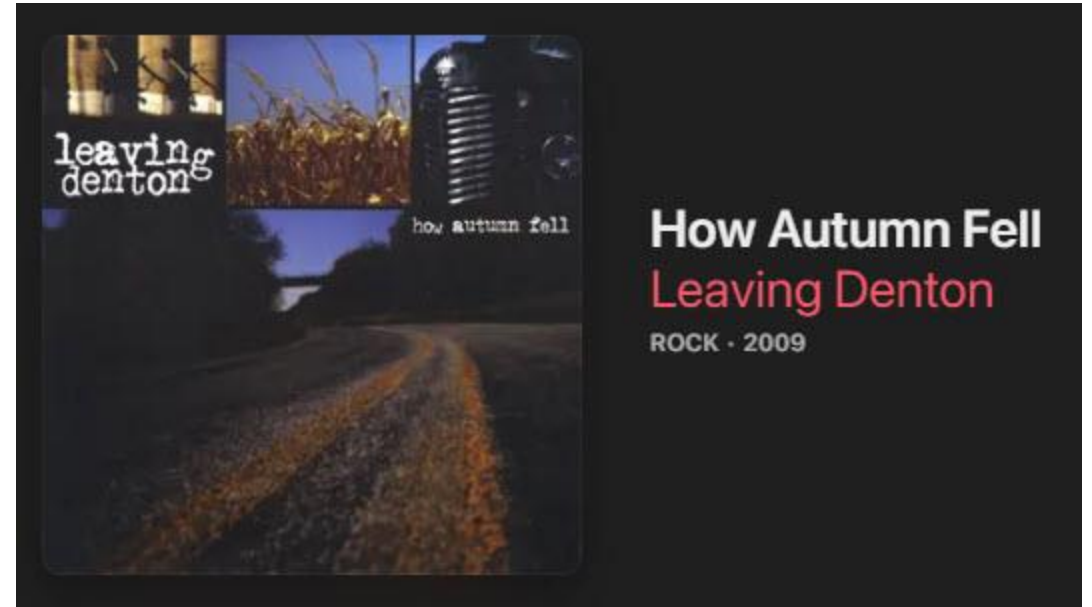 leaving
denton
how autumn fell
How Autumn Fell
Leaving Denton
ROCK · 2009